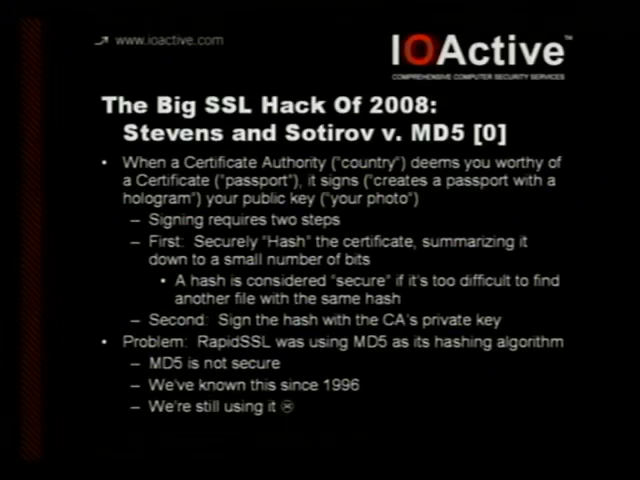 www.ioactive.com
IOActive™
COMPREHENSIVE COMPUTER SECURITY SERVICES
The Big SSL Hack Of 2008:
Stevens and Sotirov v. MD5 [0]
• When a Certificate Authority ("country") deems you worthy of
a Certificate ("passport"), it signs ("creates a passport with a
hologram") your public key ("your photo")
– Signing requires two steps
– First: Securely "Hash" the certificate, summarizing it
down to a small number of bits
• A hash is considered "secure" if it's too difficult to find
another file with the same hash
– Second: Sign the hash with the CA's private key
• Problem: RapidSSL was using MD5 as its hashing algorithm
– MD5 is not secure
– We've known this since 1996
– We're still using it ☹